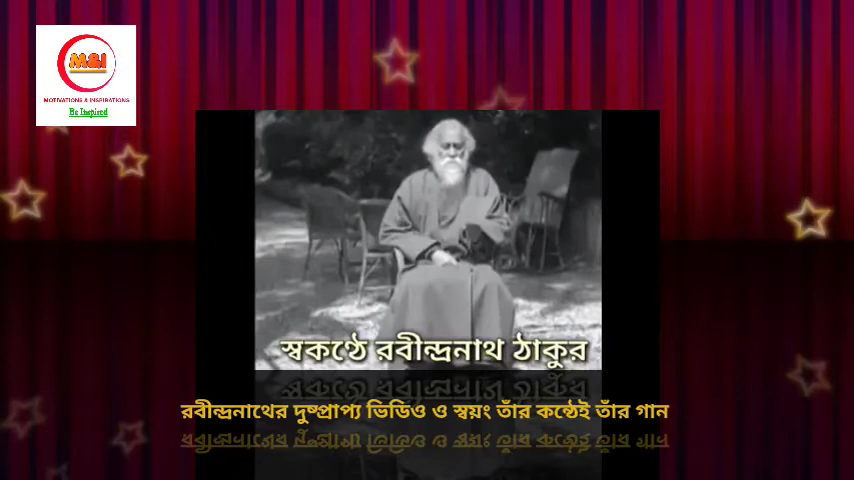 M&I
MOTIVATIONS & INSPIRATIONS
Be Inspired
স্বকণ্ঠে রবীন্দ্রনাথ ঠাকুর
রবীন্দ্রনাথের দুষ্প্রাপ্য ভিডিও ও স্বয়ং তাঁর কন্ঠেই তাঁর গান